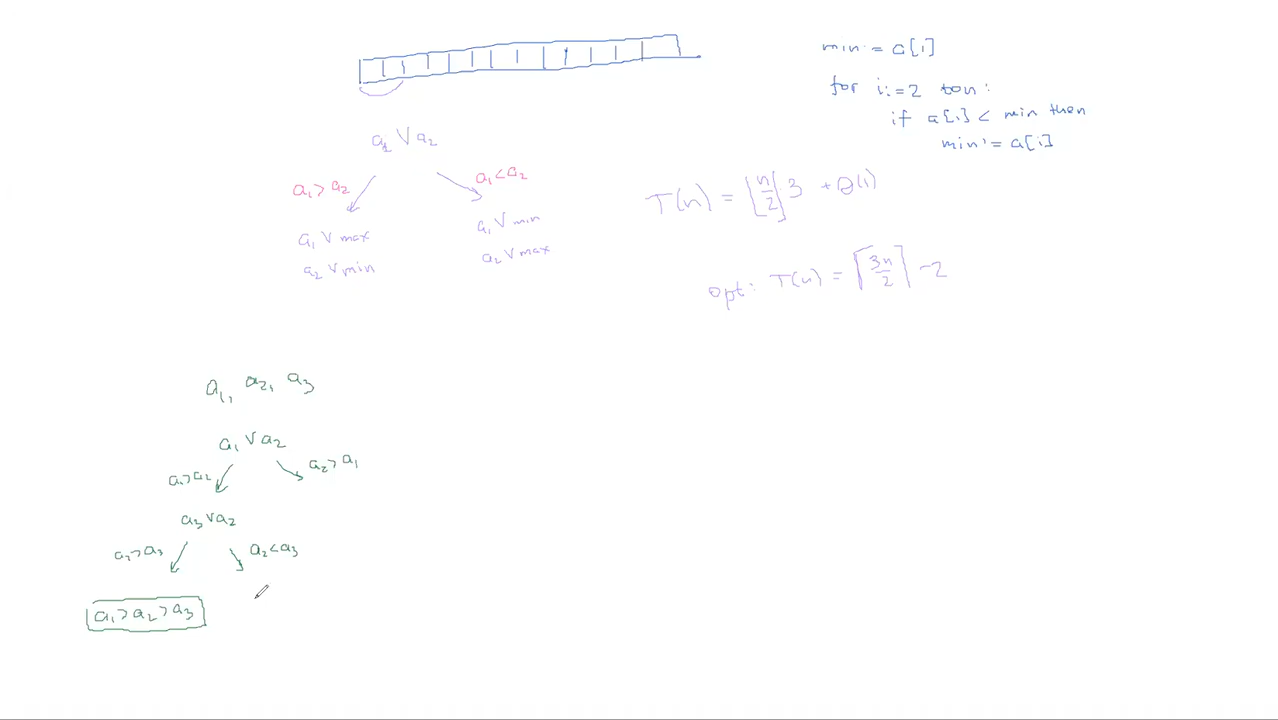 min := a[i]
for i:=2 to n:
if a[i] < min then
min := a[i]
a1 V a2
a1 > a2
a1 < a2
a1 V max
a2 V min
a1 V min
a2 V max
T(n) = ⌊n/2⌋ 3 + Θ(1)
opt: T(n) = ⌈3n/2⌉ - 2
a1, a2, a3
a1 V a2
a1 > a2
a2 > a1
a3 V a2
a2 > a3
a2 < a3
a1 > a2 > a3